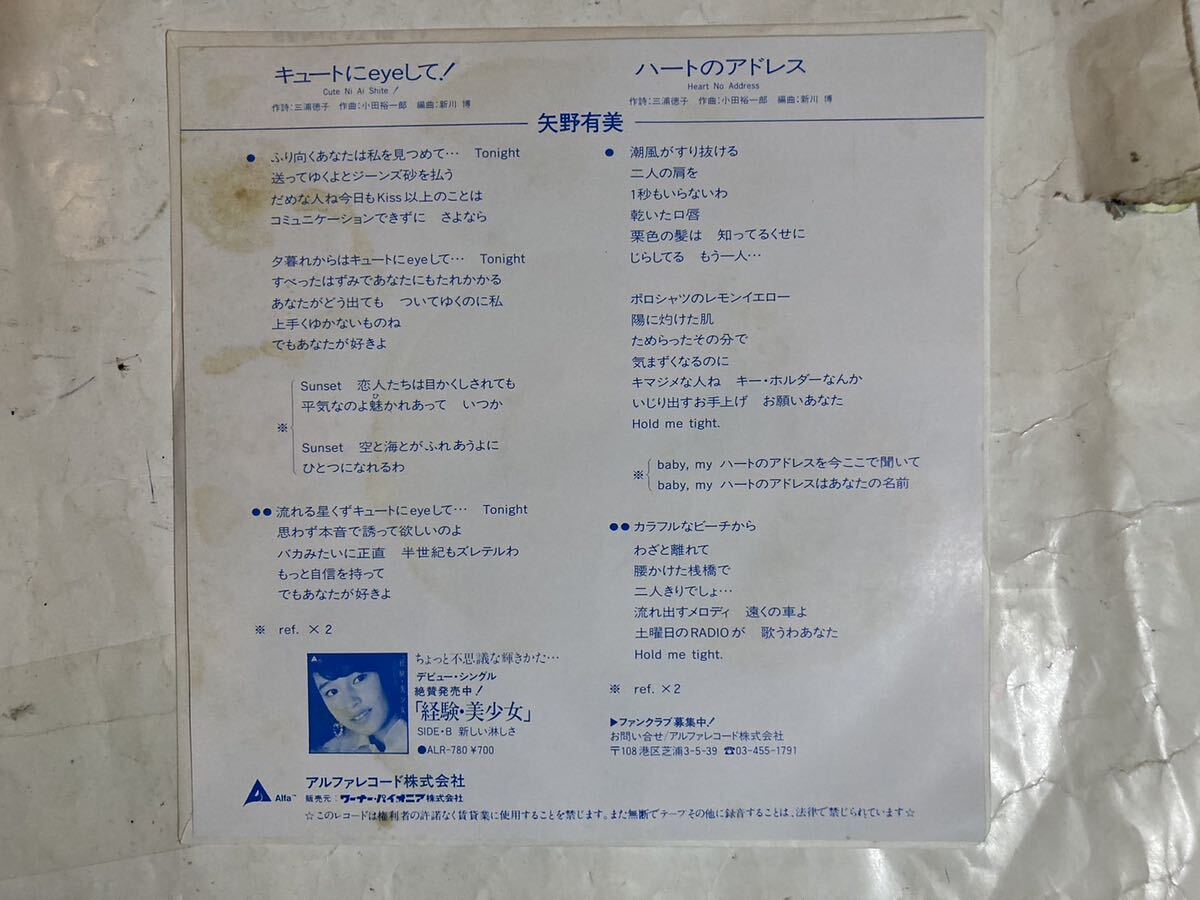 キュートにeyeして!
Cute Ni Ai Shite!
作詩:三浦徳子 作曲:小田裕一郎 編曲:新川 博
ハートのアドレス
Heart No Address
作詩:三浦徳子 作曲:小田裕一郎 編曲:新川 博
矢野有美
● ふり向くあなたは私を見つめて… Tonight
送ってゆくよとジーンズ砂を払う
だめな人ね今日もKiss以上のことは
コミュニケーションできずに さよなら
夕暮れからはキュートにeyeして… Tonight
すべったはずみであなたにもたれかかる
あなたがどう出ても ついてゆくのに私
上手くゆかないものね
でもあなたが好きよ
※
Sunset 恋人たちは目かくしされても
平気なのよ魅かれあって いつか
ひ
Sunset 空と海とがふれあうよに
ひとつになれるわ
●● 流れる星くずキュートにeyeして… Tonight
思わず本音で誘って欲しいのよ
バカみたいに正直 半世紀もズレテルわ
もっと自信を持って
でもあなたが好きよ
※ ref. ×2
● 潮風がすり抜ける
二人の肩を
1秒もいらないわ
乾いた口唇
栗色の髪は 知ってるくせに
じらしてる もう一人…
ポロシャツのレモンイエロー
陽に灼けた肌
ためらったその分で
気まずくなるのに
キマジメな人ね キー・ホルダーなんか
いじり出すお手上げ お願いあなた
Hold me tight.
※
baby, my ハートのアドレスを今ここで聞いて
baby, my ハートのアドレスはあなたの名前
●● カラフルなビーチから
わざと離れて
腰かけた桟橋で
二人きりでしょ…
流れ出すメロディ 遠くの車よ
土曜日のRADIOが 歌うわあなた
Hold me tight.
※ ref. ×2
経験・美少女
ちょっと不思議な輝きかた…
デビュー・シングル
絶賛発売中!
「経験・美少女」
SIDE・B 新しい淋しさ
●ALR-780 ¥700
▶ファンクラブ募集中!
お問い合せ/アルファレコード株式会社
〒108 港区芝浦3-5-39 ☎03-455-1791
Alfa™
アルファレコード株式会社
販売元:ワーナー・パイオニア株式会社
☆このレコードは権利者の許諾なく賃貸業に使用することを禁じます。また無断でテープその他に録音することは、法律で禁じられています☆